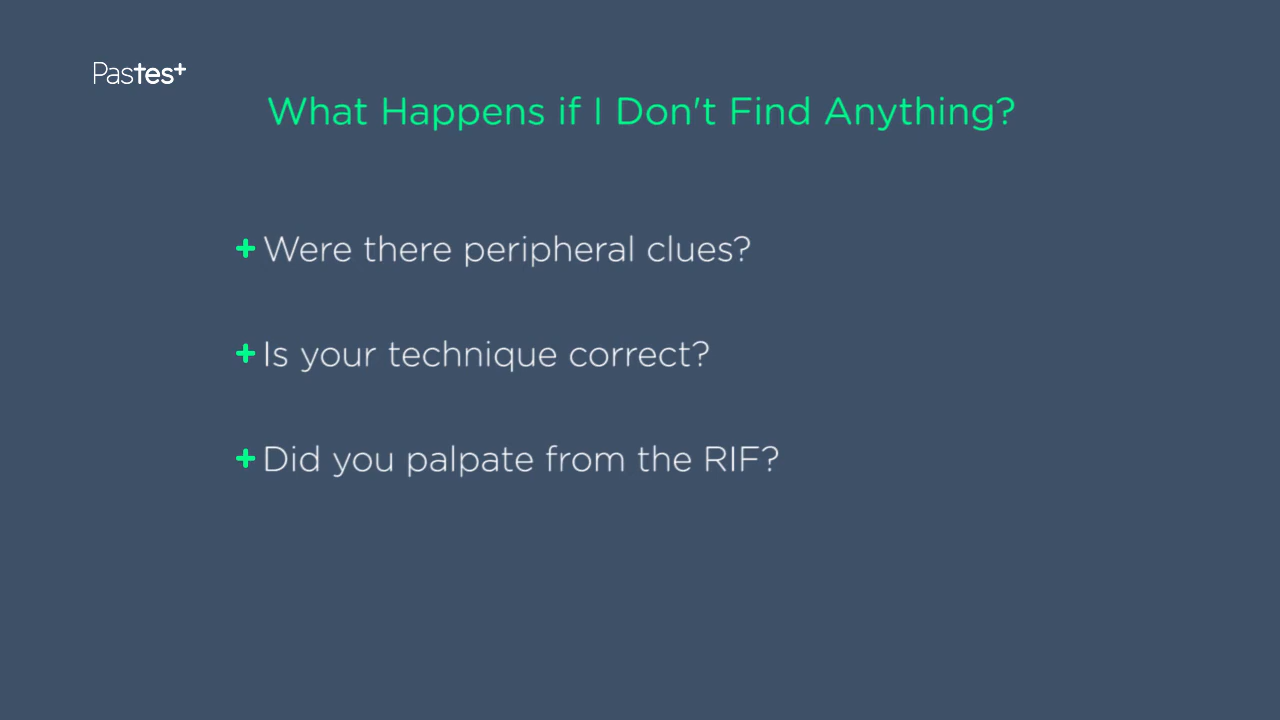 Pastest
What Happens if I Don't Find Anything?
+ Were there peripheral clues?
+ Is your technique correct?
+ Did you palpate from the RIF?